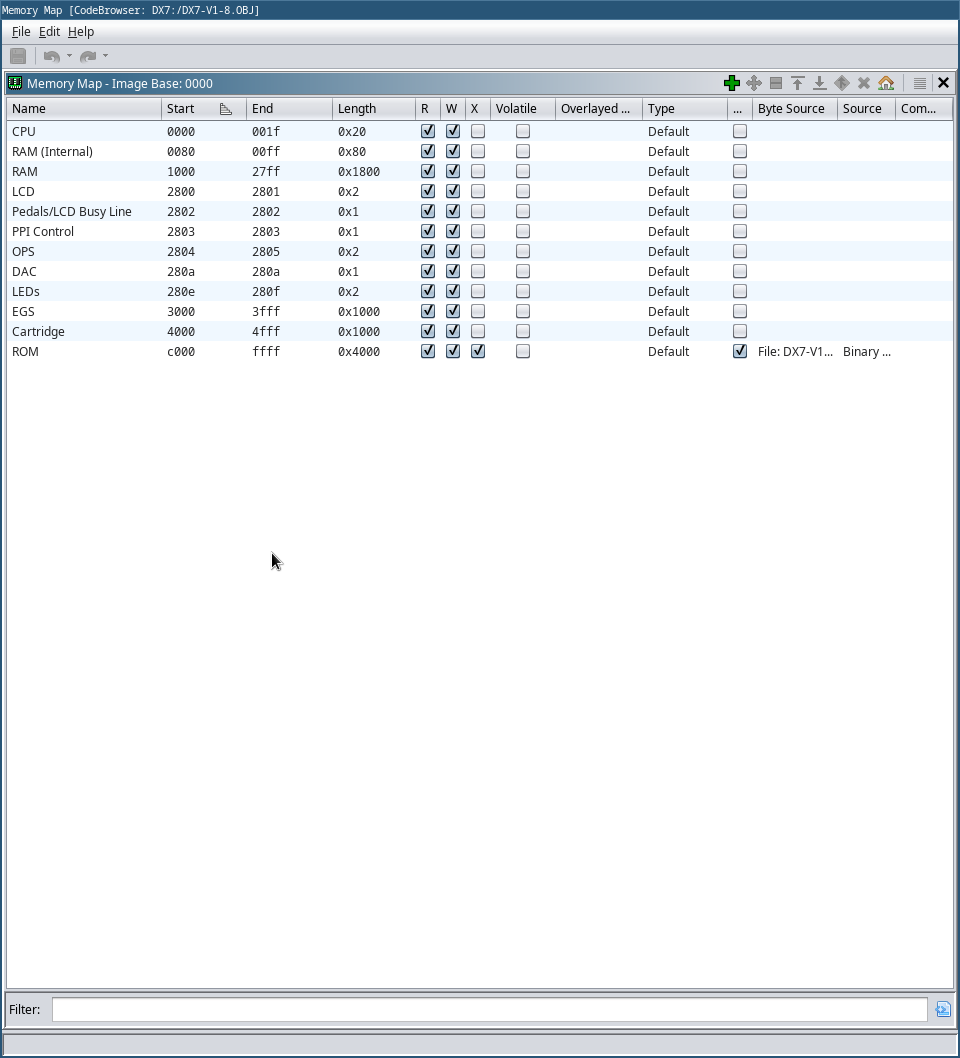 Memory Map [CodeBrowser: DX7:/DX7-V1-8.OBJ]
File Edit Help
Memory Map - Image Base: 0000
Name Start End Length R W X Volatile Overlayed ... Type ... Byte Source Source Com...
CPU 0000 001f 0x20 Default
RAM (Internal) 0080 00ff 0x80 Default
RAM 1000 27ff 0x1800 Default
LCD 2800 2801 0x2 Default
Pedals/LCD Busy Line 2802 2802 0x1 Default
PPI Control 2803 2803 0x1 Default
OPS 2804 2805 0x2 Default
DAC 280a 280a 0x1 Default
LEDs 280e 280f 0x2 Default
EGS 3000 3fff 0x1000 Default
Cartridge 4000 4fff 0x1000 Default
ROM c000 ffff 0x4000 Default File: DX7-V1... Binary ...
Filter: